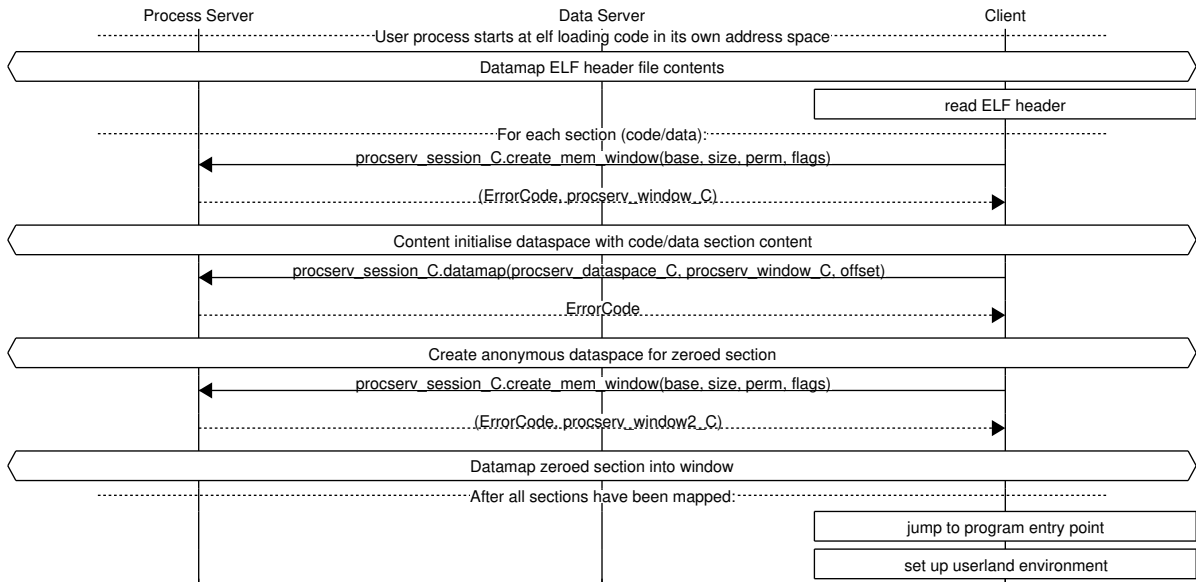 Process Server Data Server Client
User process starts at elf loading code in its own address space
Datamap ELF header file contents
read ELF header
For each section (code/data):
procserv_session_C.create_mem_window(base, size, perm, flags)
(ErrorCode, procserv_window_C)
Content initialise dataspace with code/data section content
procserv_session_C.datamap(procserv_dataspace_C, procserv_window_C, offset)
ErrorCode
Create anonymous dataspace for zeroed section
procserv_session_C.create_mem_window(base, size, perm, flags)
(ErrorCode, procserv_window2_C)
Datamap zeroed section into window
After all sections have been mapped:
jump to program entry point
set up userland environment